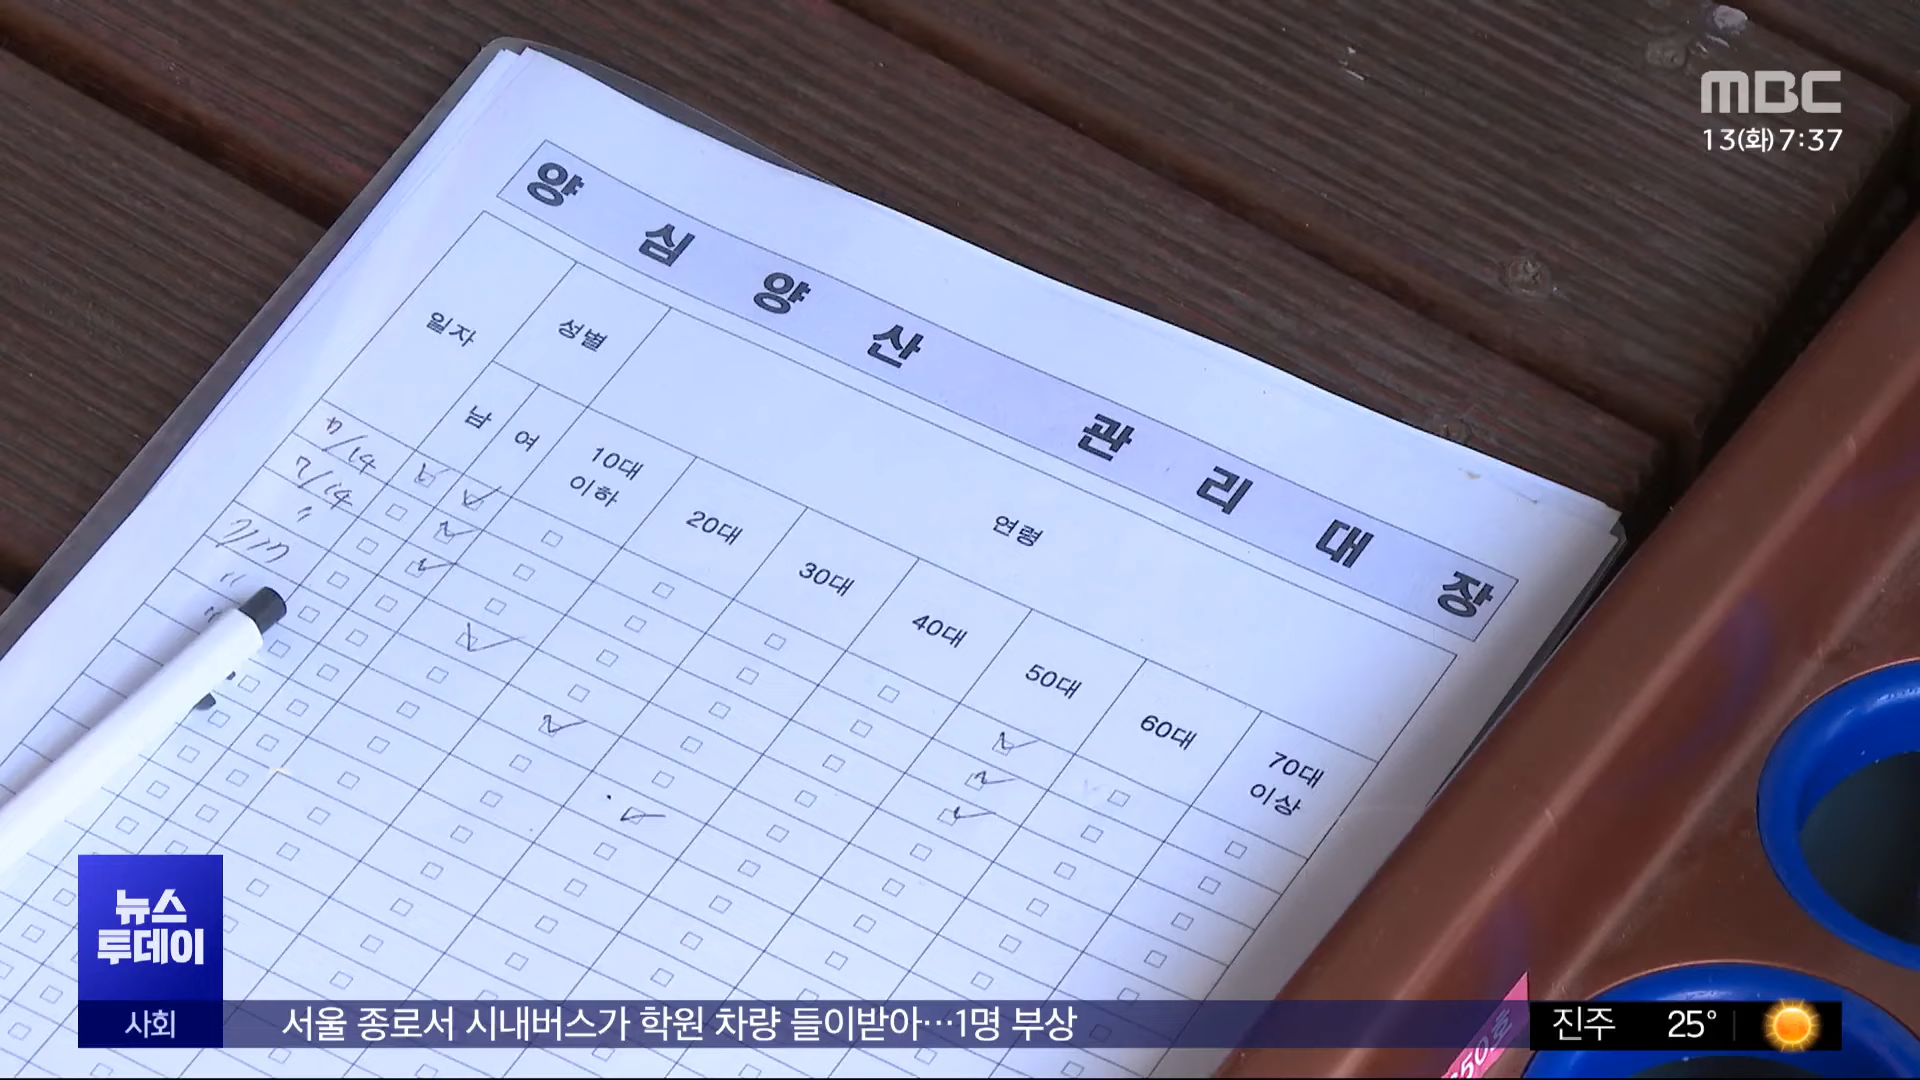 MBC
13(화) 7:37
양심양산 관리대장
일자
성별
연령
남
여
10대
이하
20대
30대
40대
50대
60대
70대
이상
7/14
7/14
"
7/17
"
"
뉴스
투데이
사회
서울 종로서 시내버스가 학원 차량 들이받아…1명 부상
진주 25°